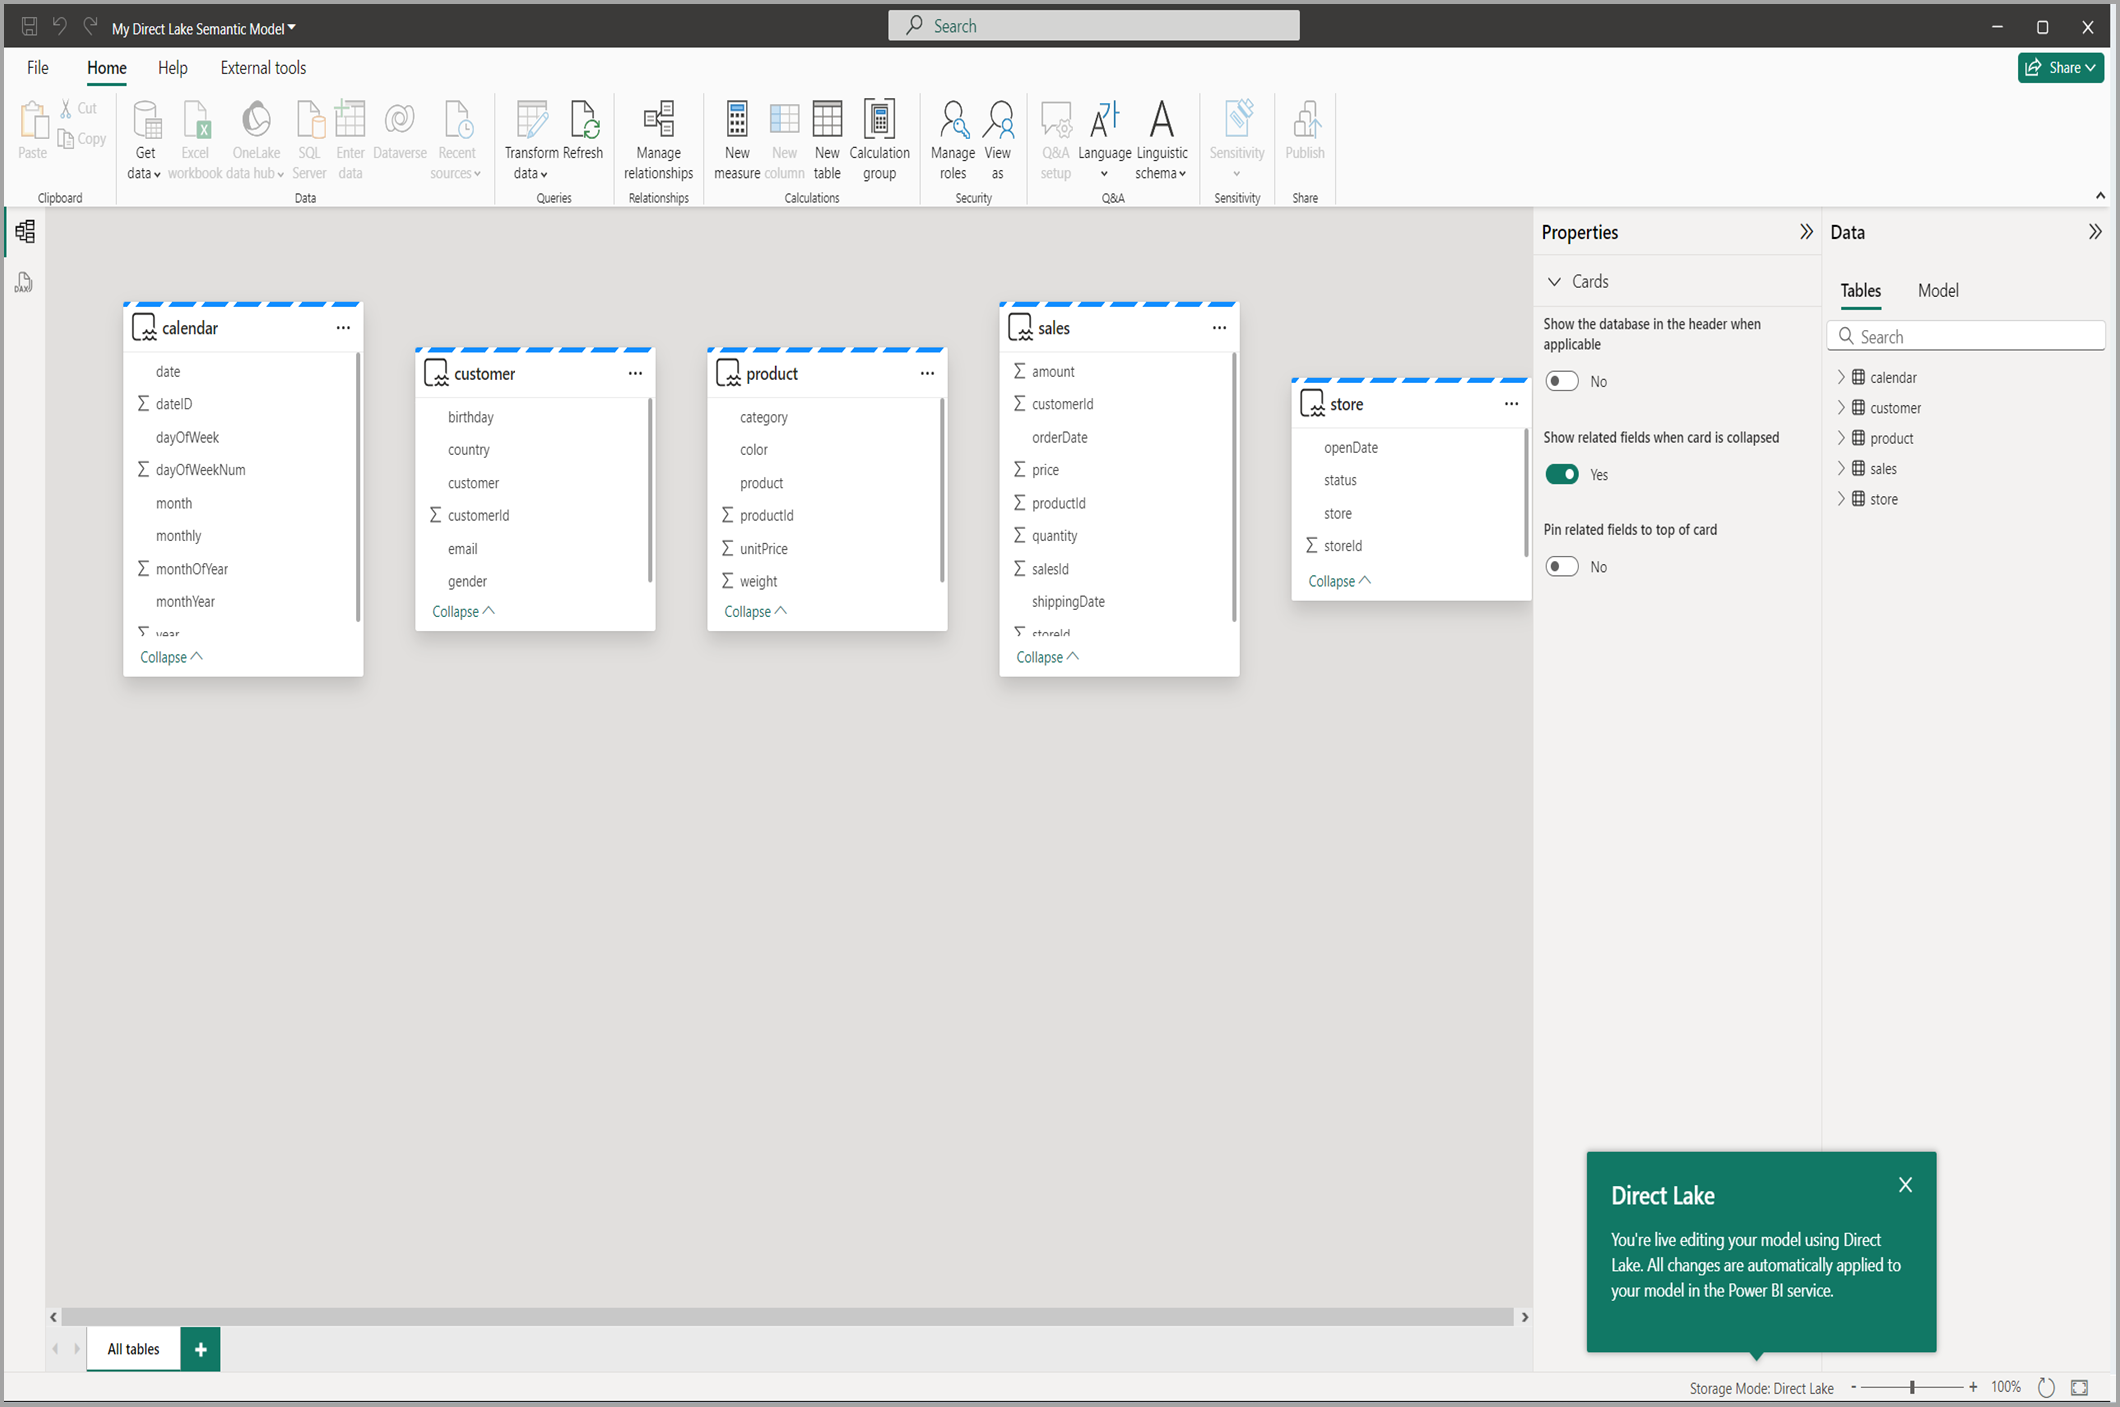 My Direct Lake Semantic Model
Search
File
Home
Help
External tools
Share
Paste
Cut
Copy
Clipboard
Get data
Excel workbook
OneLake data hub
SQL Server
Enter data
Dataverse
Recent sources
Data
Transform data
Refresh
Queries
Manage relationships
Relationships
New measure
New column
New table
Calculation group
Calculations
Manage roles
View as
Security
Q&A setup
Language
Linguistic schema
Q&A
Sensitivity
Sensitivity
Publish
Share
DAX
calendar
date
dateID
dayOfWeek
dayOfWeekNum
month
monthly
monthOfYear
monthYear
year
Collapse
customer
birthday
country
customer
customerId
email
gender
Collapse
product
category
color
product
productId
unitPrice
weight
Collapse
sales
amount
customerId
orderDate
price
productId
quantity
salesId
shippingDate
storeId
Collapse
store
openDate
status
store
storeId
Collapse
Properties
Cards
Show the database in the header when
applicable
No
Show related fields when card is collapsed
Yes
Pin related fields to top of card
No
Data
Tables
Model
Search
calendar
customer
product
sales
store
Direct Lake
You're live editing your model using Direct
Lake. All changes are automatically applied to
your model in the Power BI service.
All tables
Storage Mode: Direct Lake
100%